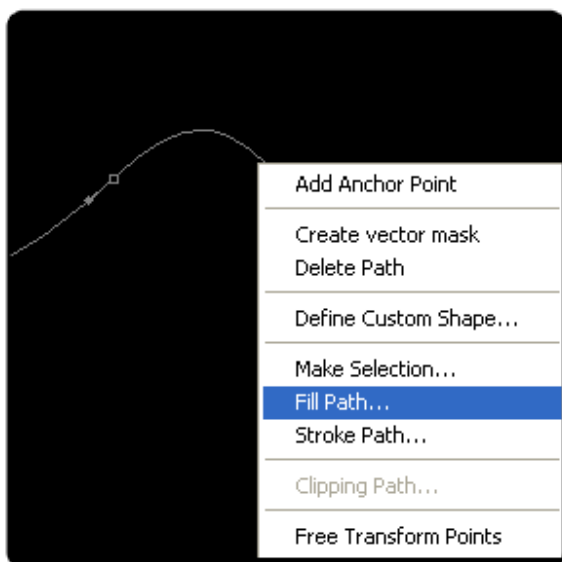 Add Anchor Point
Create vector mask
Delete Path
Define Custom Shape...
Make Selection...
Fill Path...
Stroke Path...
Clipping Path...
Free Transform Points